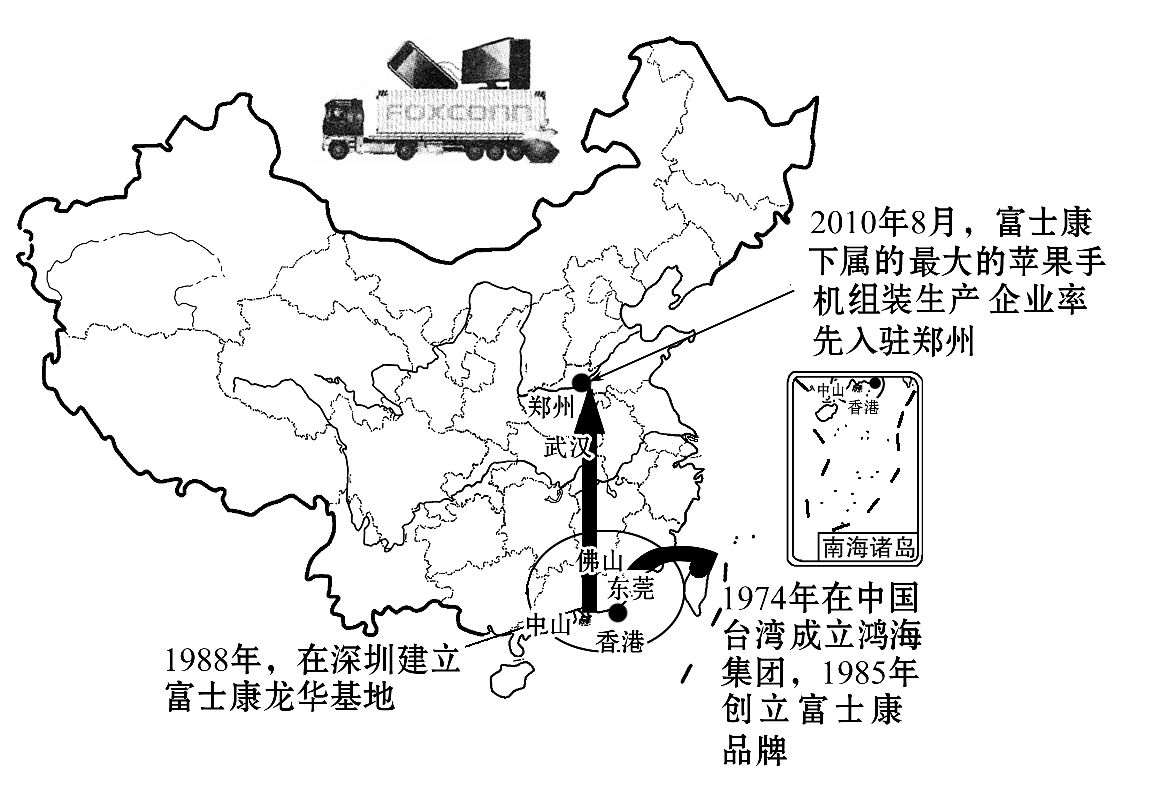 FOXCONN
2010年8月，富士康
下属的最大的苹果手
机组装生产 企业率
先入驻郑州
郑州
武汉
中山
香港
南海诸岛
佛山
东莞
中山
香港
1974年在中国
台湾成立鸿海
集团，1985年
创立富士康
品牌
1988年，在深圳建立
富士康龙华基地